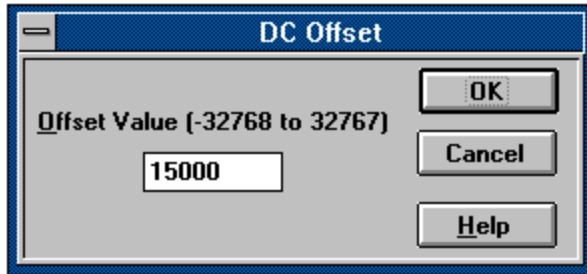 DC Offset
Offset Value (-32768 to 32767)
15000
OK
Cancel
Help